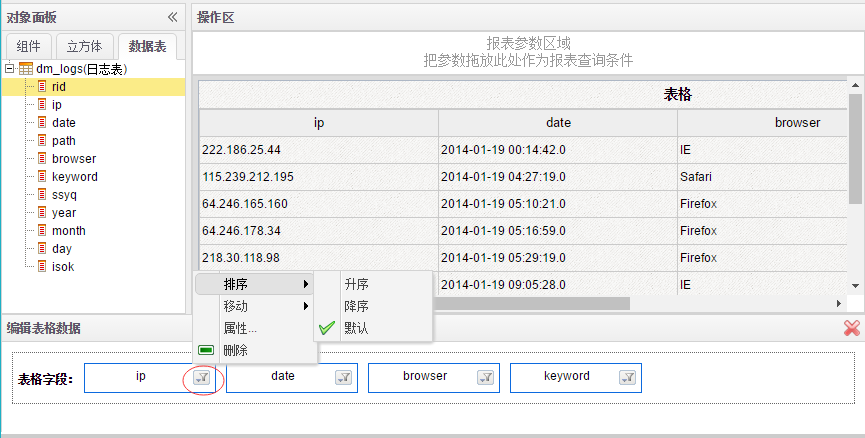 对象面板
操作区
组件 立方体 数据表
dm_logs(日志表)
rid
ip
date
path
browser
keyword
ssyq
year
month
day
isok
报表参数区域
把参数拖放此处作为报表查询条件
表格
ip date browser
222.186.25.44 2014-01-19 00:14:42.0 IE
115.239.212.195 2014-01-19 04:27:19.0 Safari
64.246.165.160 2014-01-19 05:10:21.0 Firefox
64.246.178.34 2014-01-19 05:16:59.0 Firefox
218.30.118.98 2014-01-19 05:29:19.0 Firefox
2014-01-19 09:05:28.0 IE
排序
移动
属性...
删除
升序
降序
默认
编辑表格数据
表格字段: ip date browser keyword